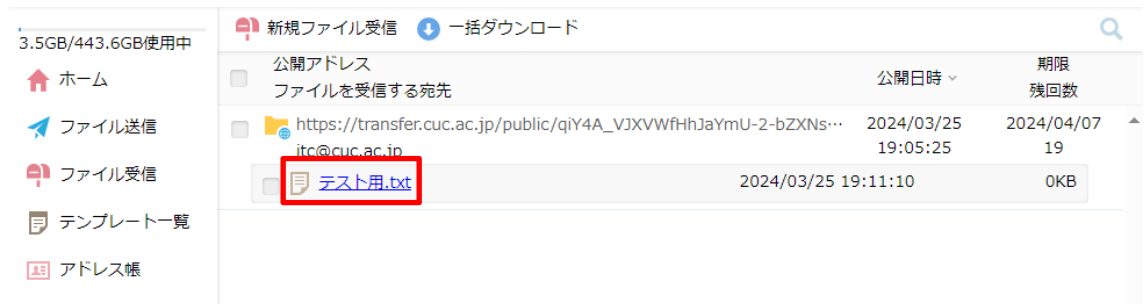 3.5GB/443.6GB使用中
ホーム
ファイル送信
ファイル受信
テンプレート一覧
アドレス帳
新規ファイル受信 一括ダウンロード
公開アドレス
ファイルを受信する宛先
公開日時
期限
残回数
https://transfer.cuc.ac.jp/public/qiY4A_VJXVWfHhJaYmU-2-bZXNs…
itc@cuc.ac.jp
2024/03/25
19:05:25
2024/04/07
19
テスト用.txt 2024/03/25 19:11:10 0KB